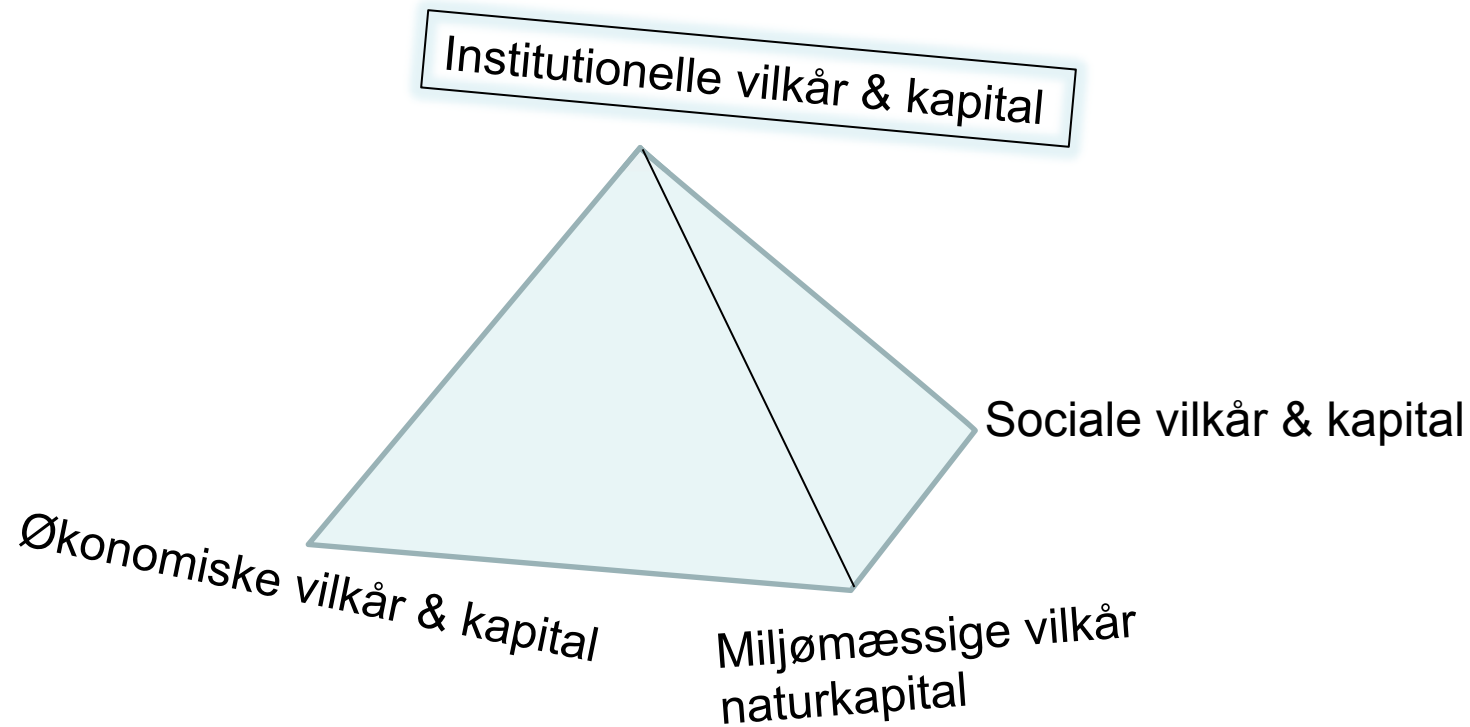 Institutionelle vilkår & kapital
Sociale vilkår & kapital
Økonomiske vilkår & kapital
Miljømæssige vilkår
naturkapital